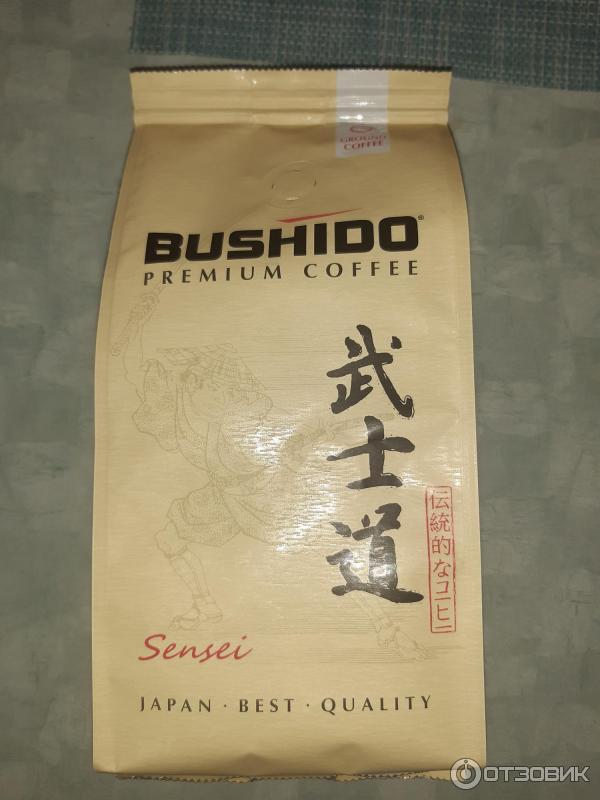 GROUND
COFFEE
BUSHIDO®
PREMIUM COFFEE
武士道
伝統的なコヒニ
Sensei
JAPAN · BEST · QUALITY
ОТЗОВИК